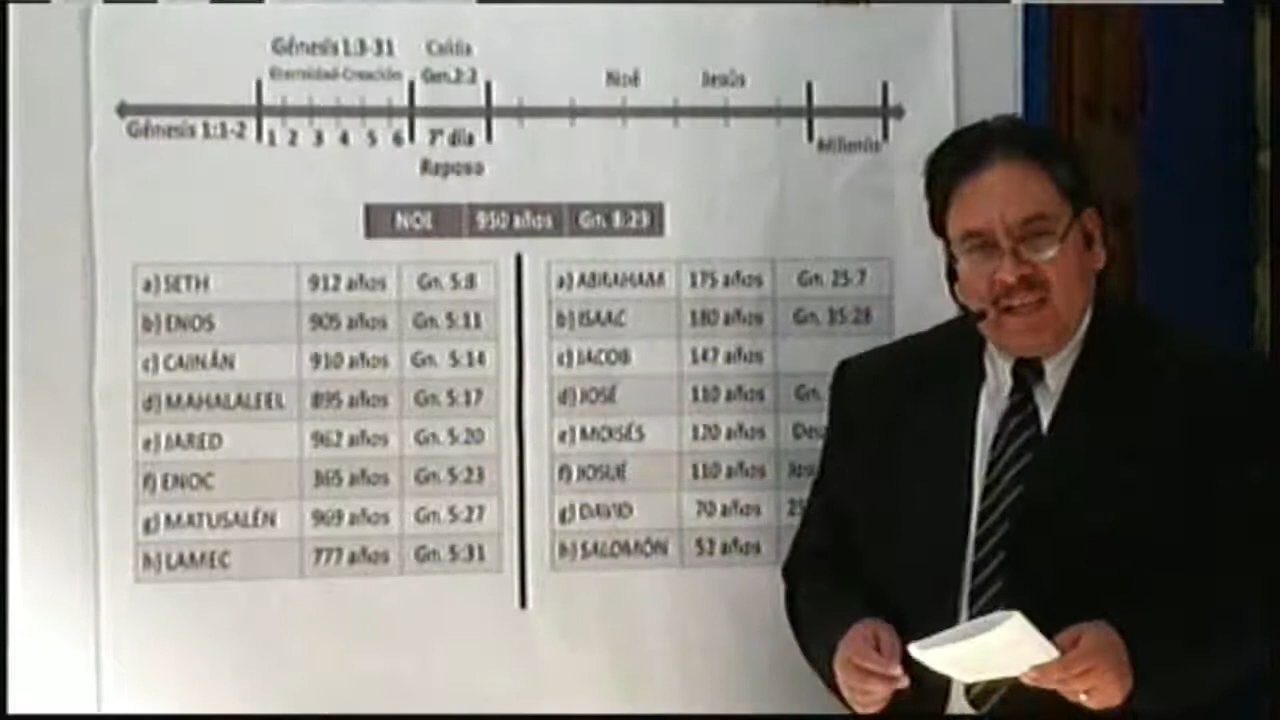 Génesis 1:3-31 Caída
Eternidad-Creación Gen. 2:2
Noé Jesús
Génesis 1:1-2 1 2 3 4 5 6 7° día Milenio
Reposo
NOE 950 años
a) SETH 912 años Gn. 5:8
b) ENOS 905 años Gn. 5:11
c) CAINÁN 910 años Gn. 5:14
d) MAHALALEEL 895 años Gn. 5:17
e) JARED 962 años Gn. 5:20
f) ENOC 365 años Gn. 5:23
g) MATUSALÉN 969 años Gn. 5:27
h) LAMEC 777 años Gn. 5:31
a) ABRAHAM 175 años Gn. 25:7
b) ISAAC 180 años Gn. 35:28
c) JACOB 147 años
d) JOSÉ 110 años Gn.
e) MOISÉS 120 años
f) JOSUÉ 110 años
g) DAVID 70 años
h) SALOMÓN 52 años